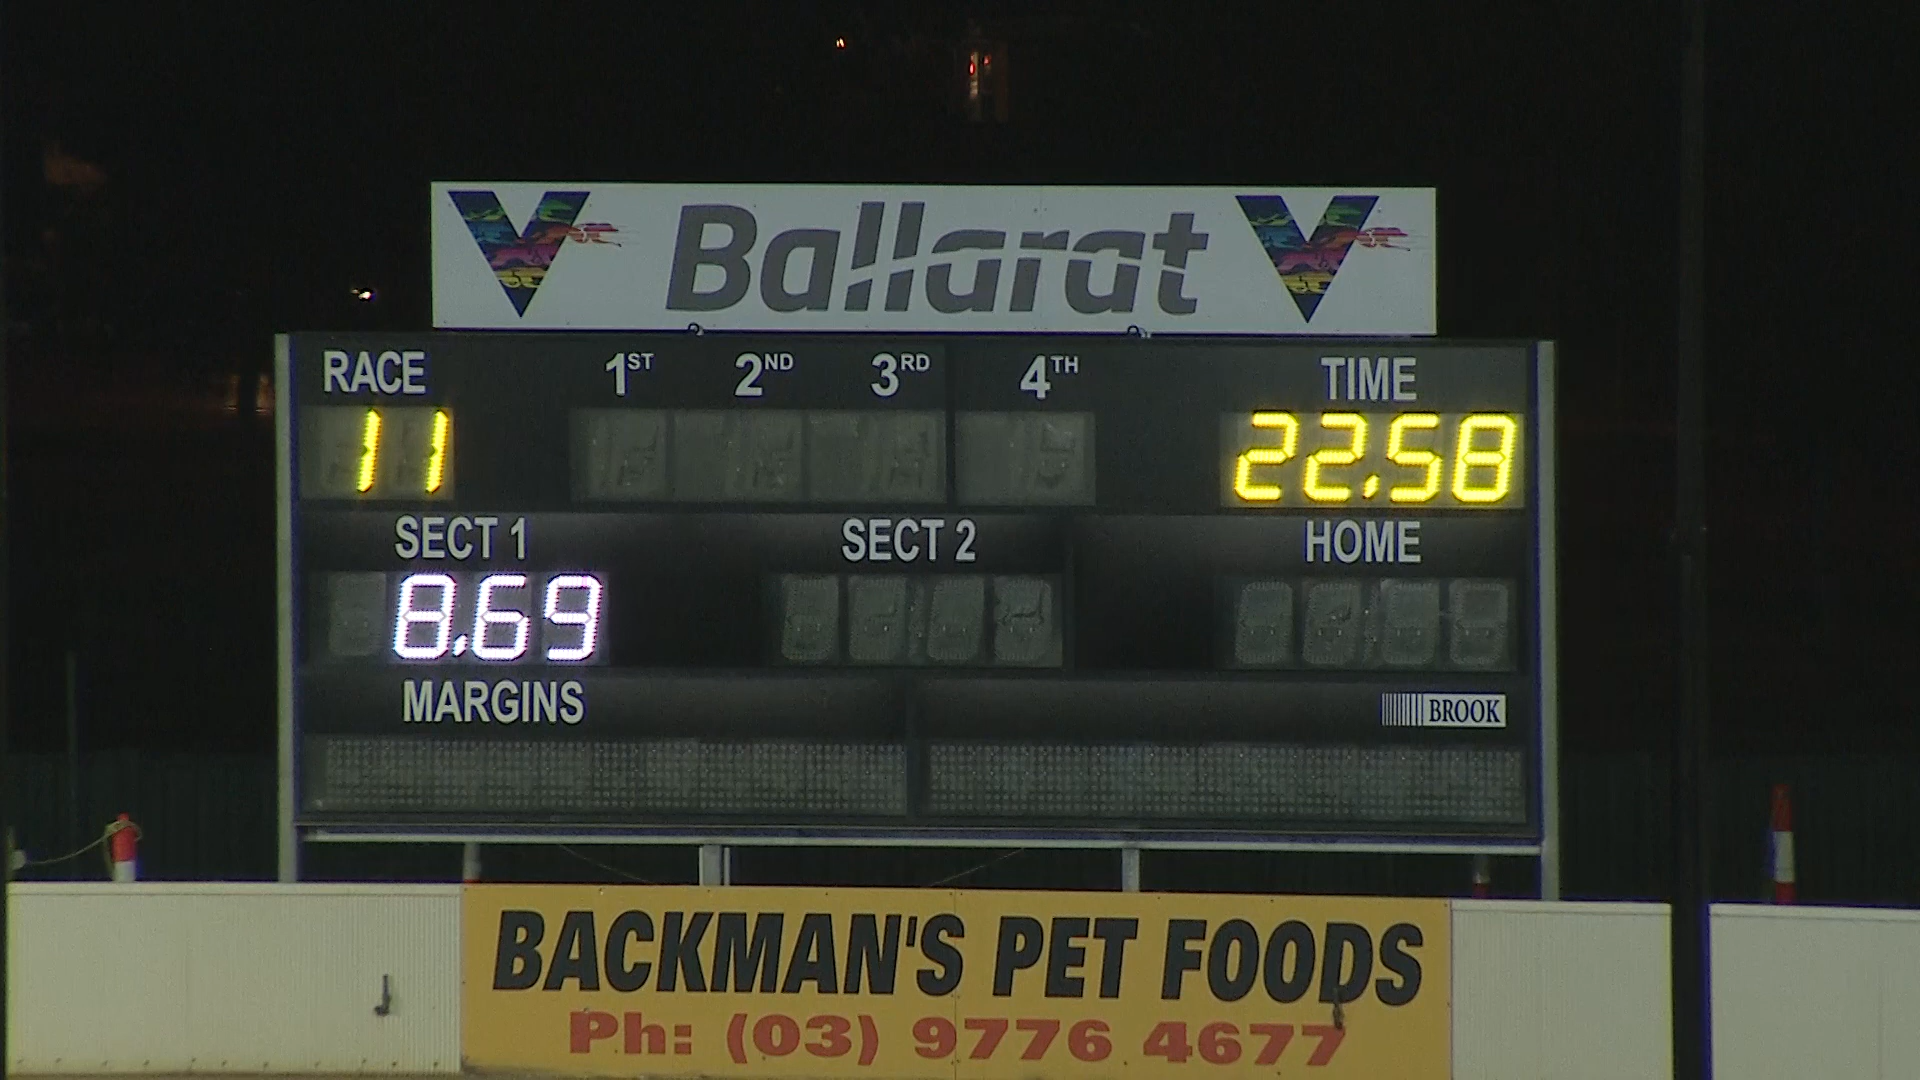 Ballarat
RACE 1ST 2ND 3RD 4TH TIME
11 22.58
SECT 1 SECT 2 HOME
8.69
MARGINS BROOK
BACKMAN'S PET FOODS
Ph: (03) 9776 4677